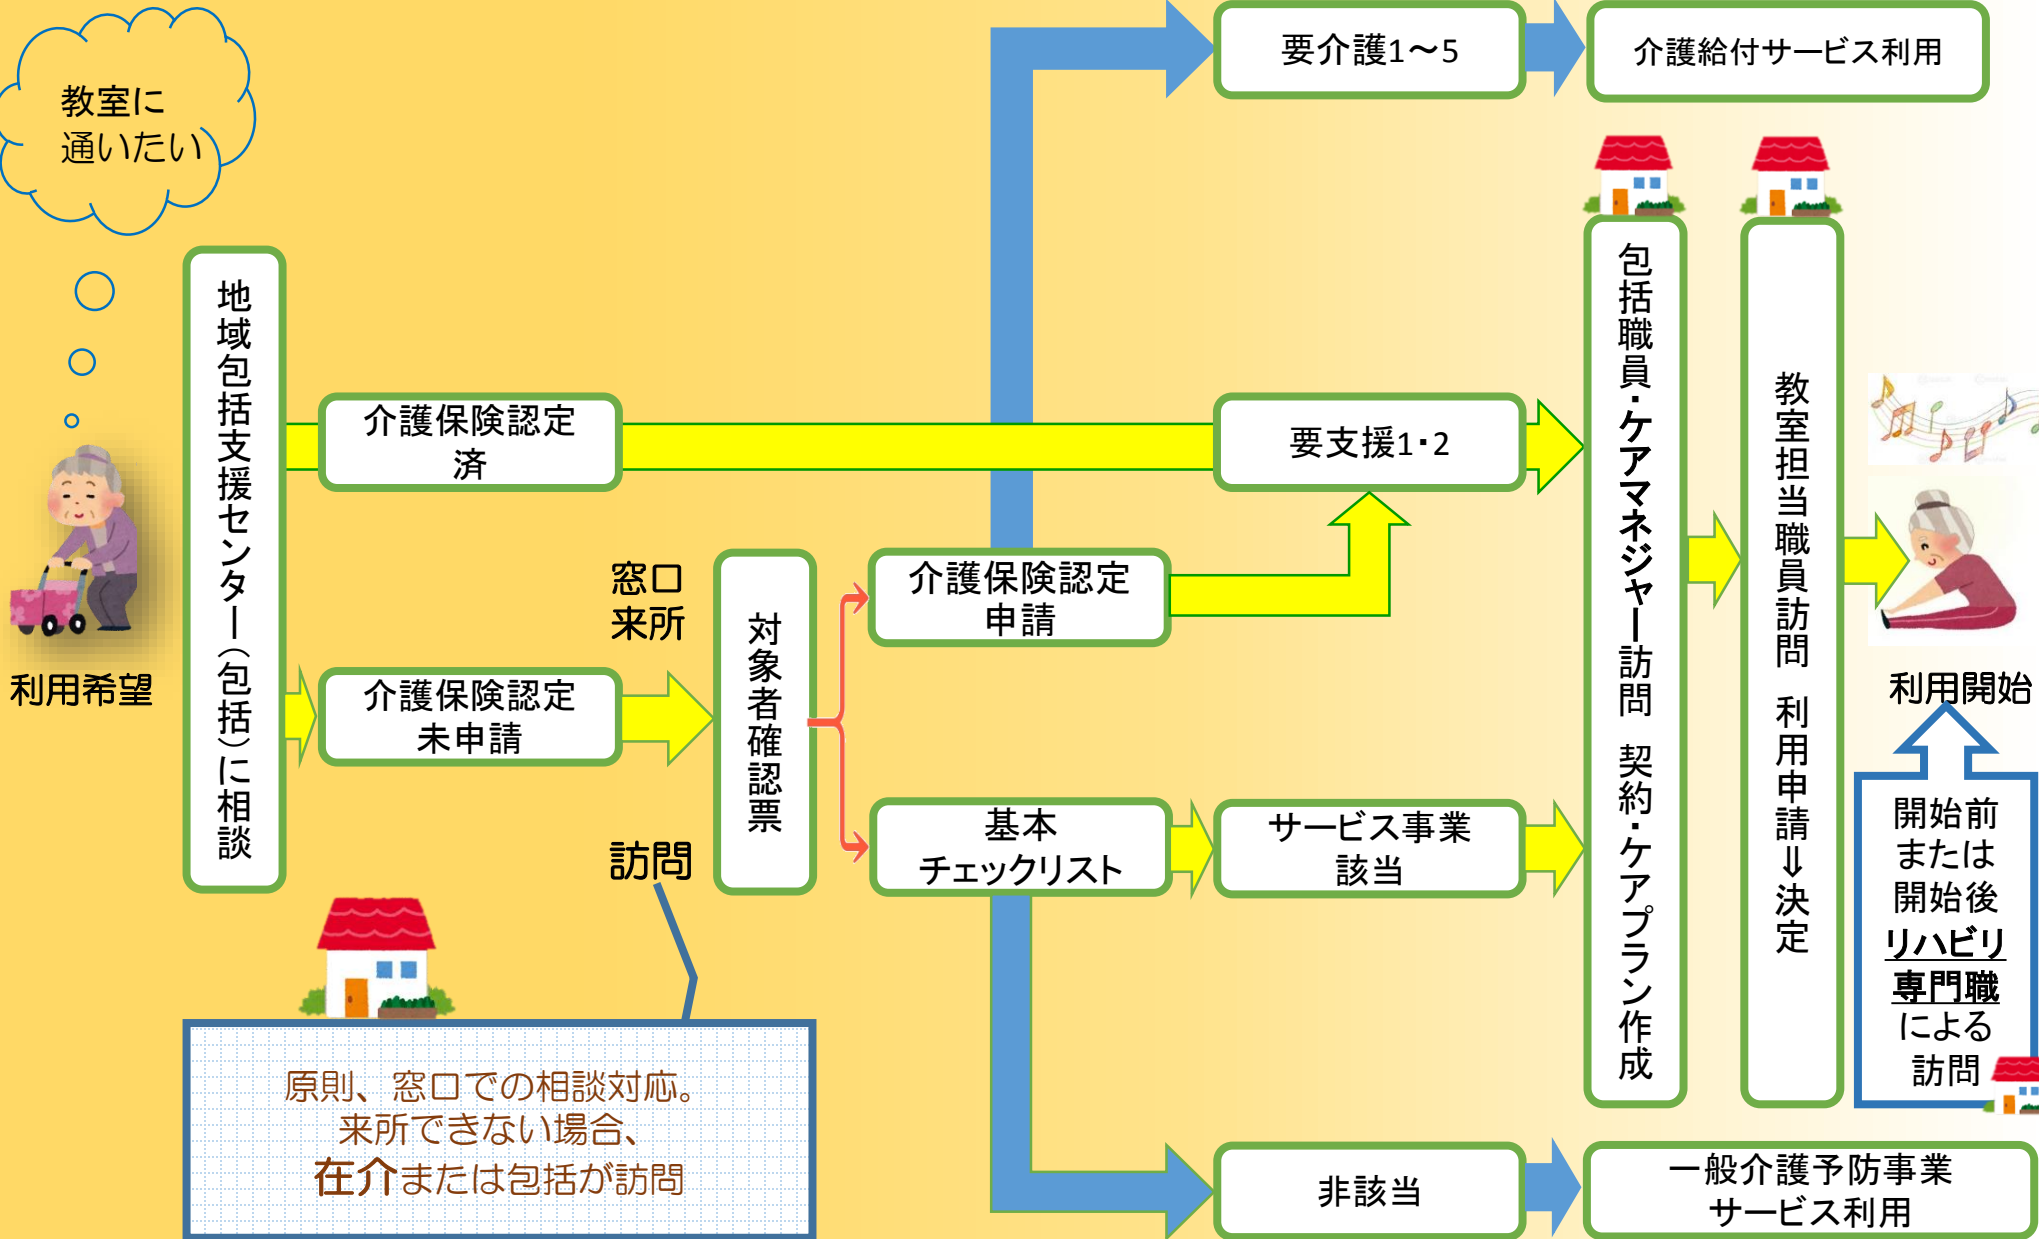 教室に
通いたい
利用希望
地域包括支援センター(包括)に相談
介護保険認定
済
介護保険認定
未申請
窓口
来所
訪問
原則、窓口での相談対応。
来所できない場合、
在介または包括が訪問
対象者確認票
介護保険認定
申請
基本
チェックリスト
要介護1～5
介護給付サービス利用
要支援1・2
サービス事業
該当
非該当
一般介護予防事業
サービス利用
包括職員・ケアマネジャー訪問 契約・ケアプラン作成
教室担当職員訪問 利用申請⇒決定
利用開始
開始前
または
開始後
リハビリ
専門職
による
訪問